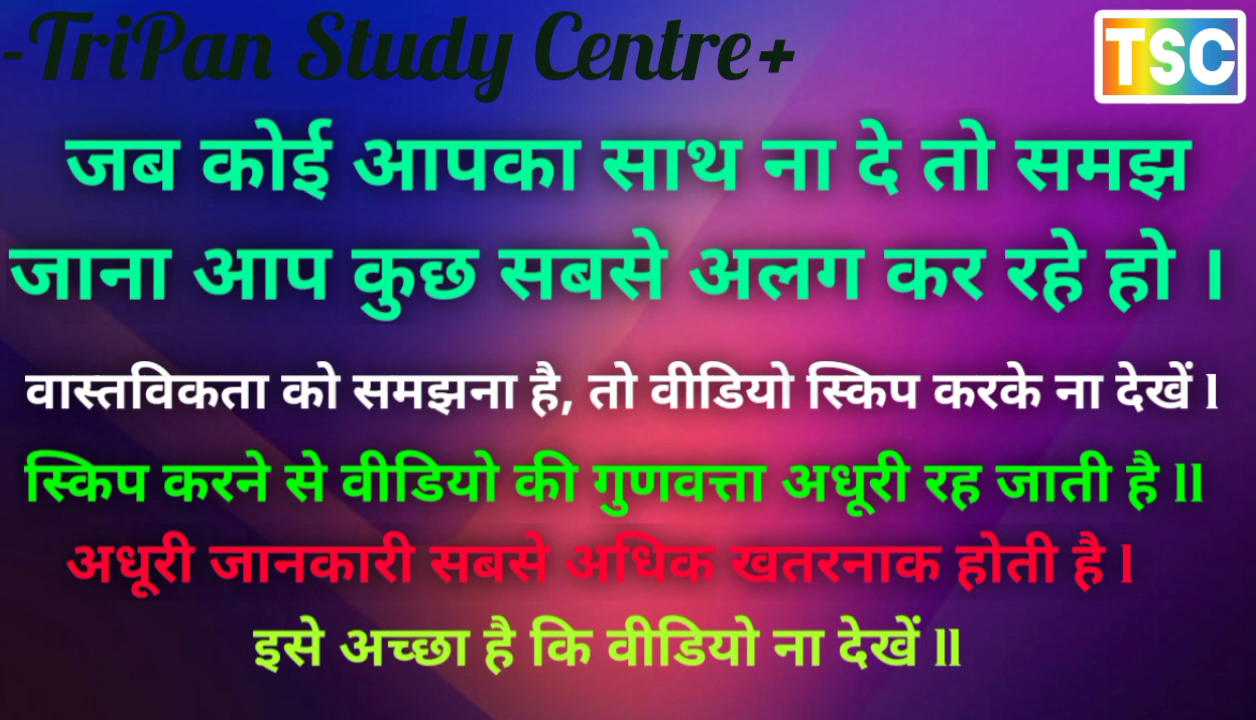 -TriPan Study Centre+
TSC
जब कोई आपका साथ ना दे तो समझ
जाना आप कुछ सबसे अलग कर रहे हो ।
वास्तविकता को समझना है, तो वीडियो स्किप करके ना देखें l
स्किप करने से वीडियो की गुणवत्ता अधूरी रह जाती है ll
अधूरी जानकारी सबसे अधिक खतरनाक होती है l
इसे अच्छा है कि वीडियो ना देखें ll